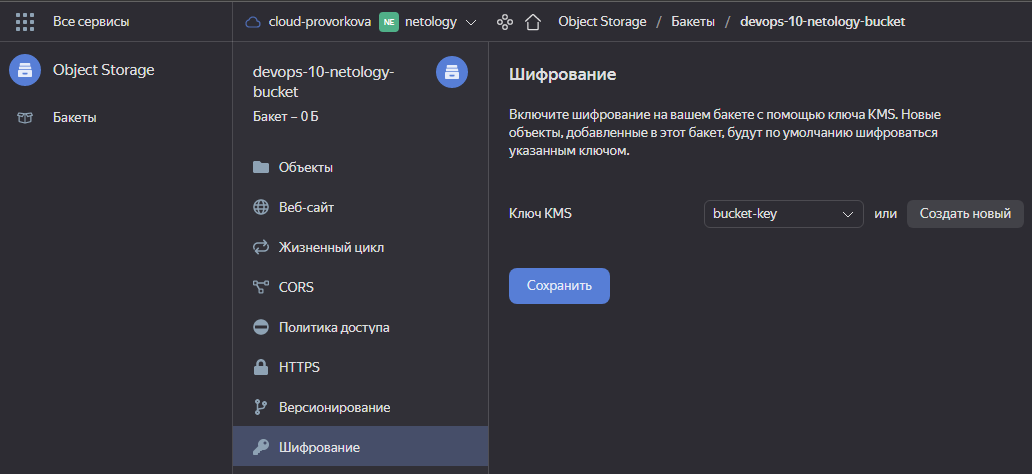 Все сервисы
cloud-provorkova NE netology Object Storage / Бакеты / devops-10-netology-bucket
Object Storage
Бакеты
devops-10-netology-
bucket
Бакет – 0 Б
Объекты
Веб-сайт
Жизненный цикл
CORS
Политика доступа
HTTPS
Версионирование
Шифрование
Шифрование
Включите шифрование на вашем бакете с помощью ключа KMS. Новые
объекты, добавленные в этот бакет, будут по умолчанию шифроваться
указанным ключом.
Ключ KMS bucket-key или Создать новый
Сохранить